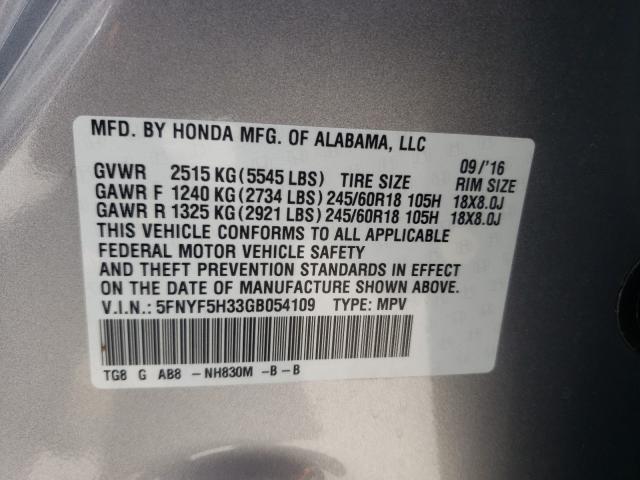 MFD. BY HONDA MFG. OF ALABAMA, LLC
09/'16
GVWR 2515 KG(5545 LBS) TIRE SIZE RIM SIZE
GAWR F 1240 KG(2734 LBS)245/60R18 105H 18X8.0J
GAWR R 1325 KG(2921 LBS)245/60R18 105H 18X8.0J
THIS VEHICLE CONFORMS TO ALL APPLICABLE
FEDERAL MOTOR VEHICLE SAFETY
AND THEFT PREVENTION STANDARDS IN EFFECT
ON THE DATE OF MANUFACTURE SHOWN ABOVE.
V.I.N.: 5FNYF5H33GB054109 TYPE: MPV
TG8 G AB8 -NH830M -B-B